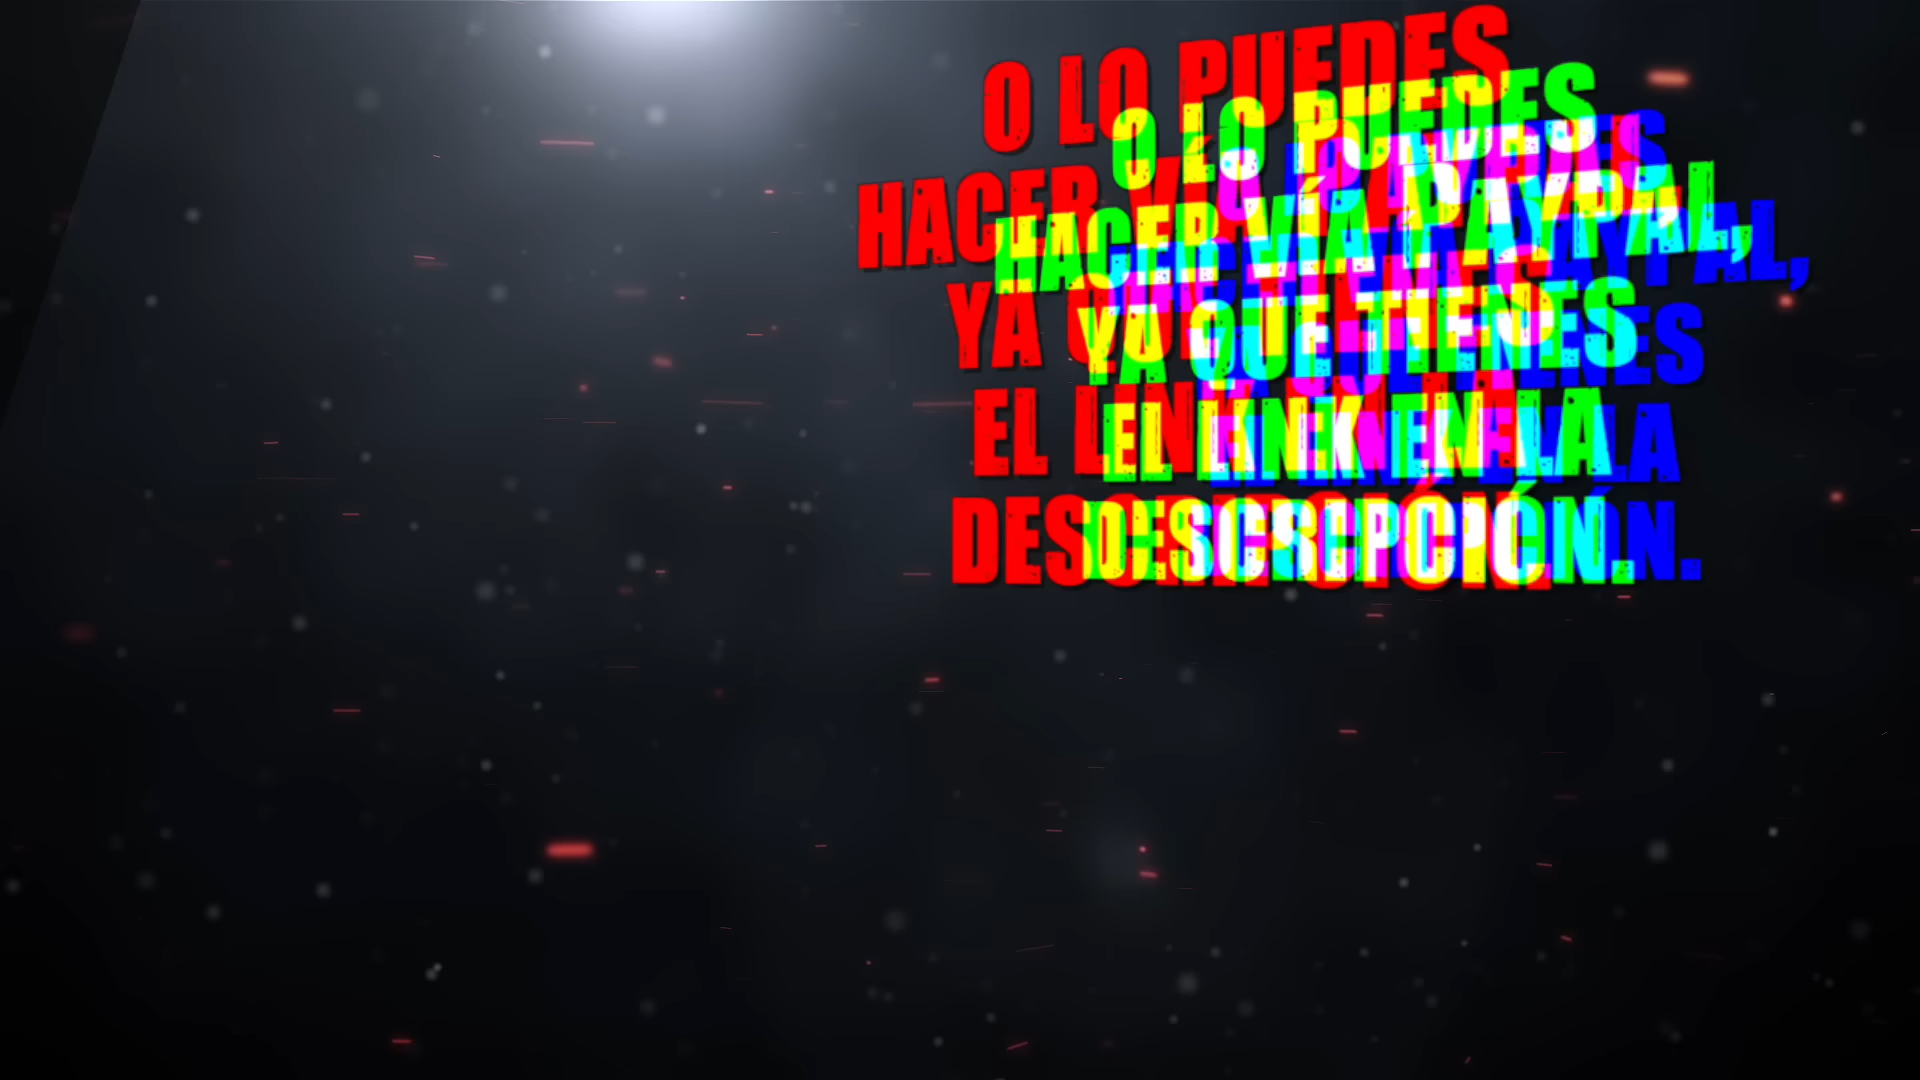 O LO PUEDES
HACER VÍA PAYPAL,
YA QUE TIENES
EL LINK EN LA
DESCRIPCIÓN.